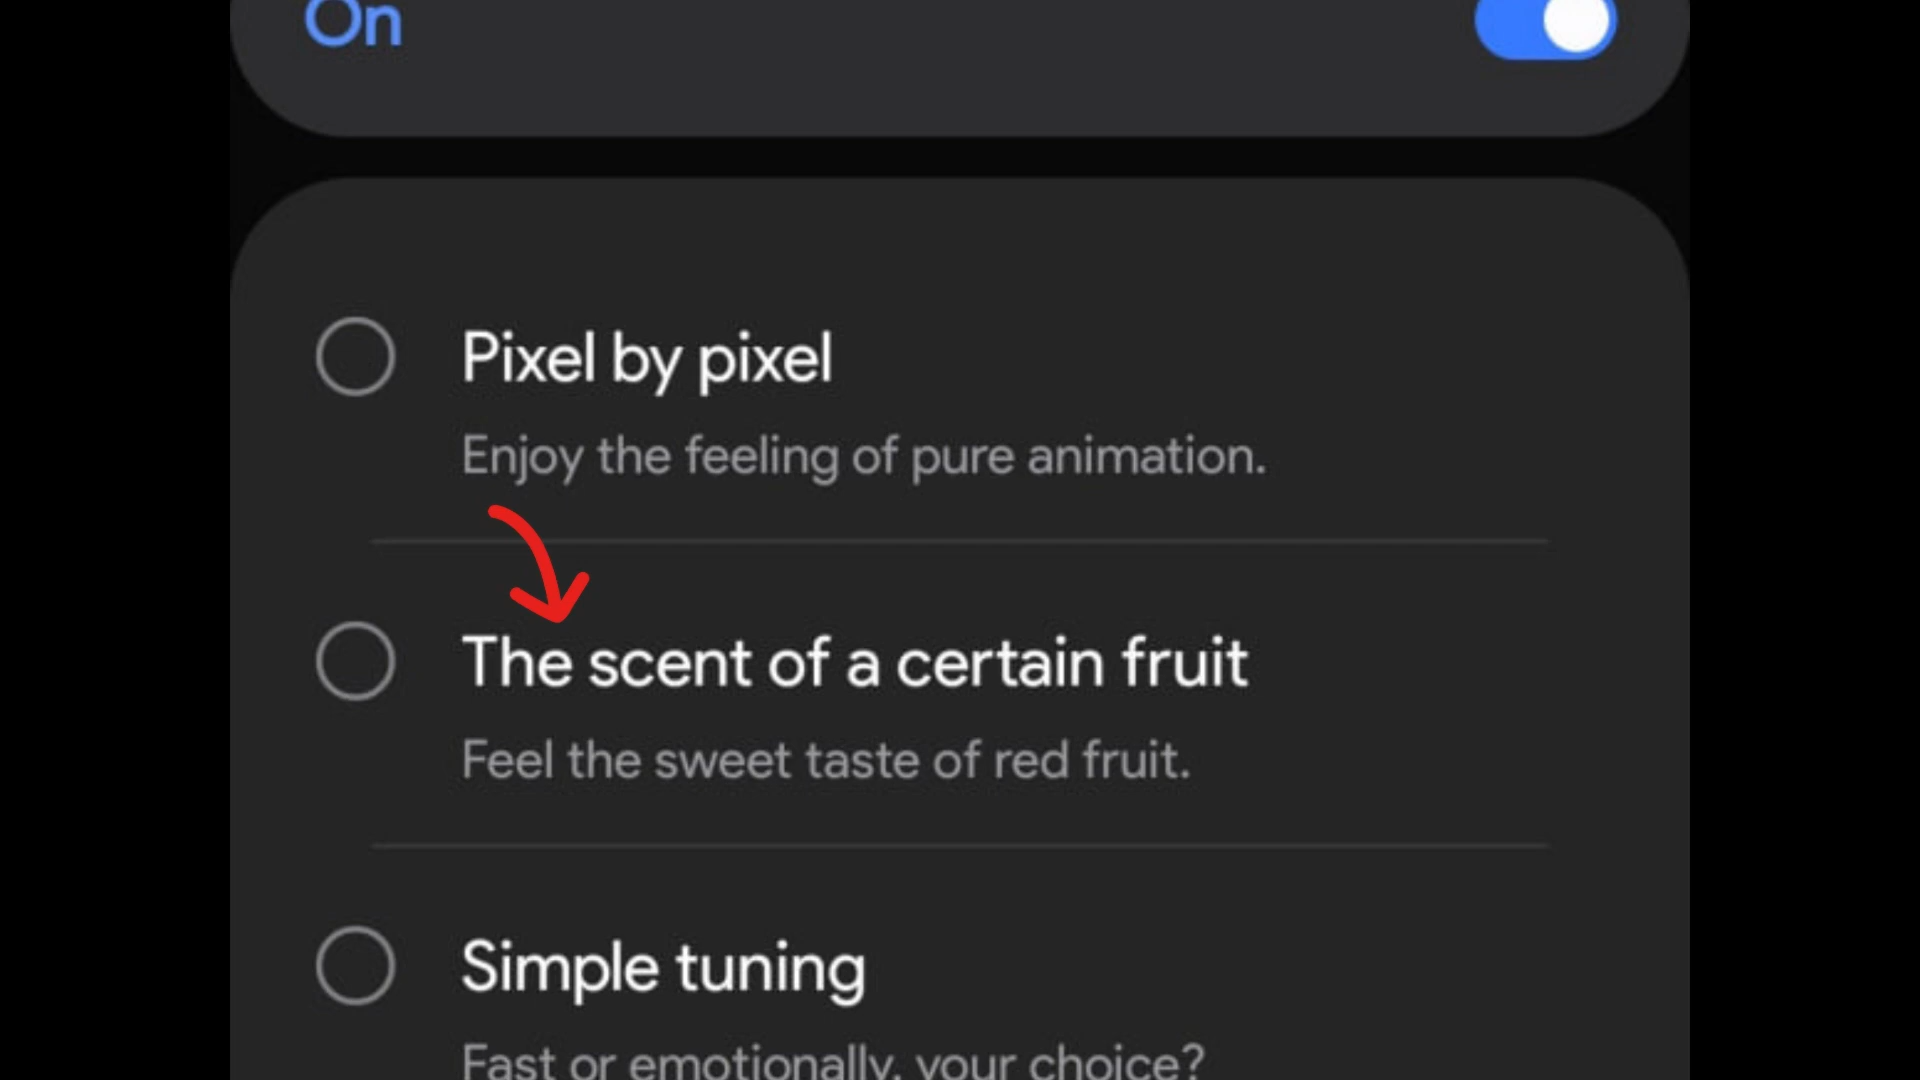 On
Pixel by pixel
Enjoy the feeling of pure animation.
The scent of a certain fruit
Feel the sweet taste of red fruit.
Simple tuning
Fast or emotionally, your choice?